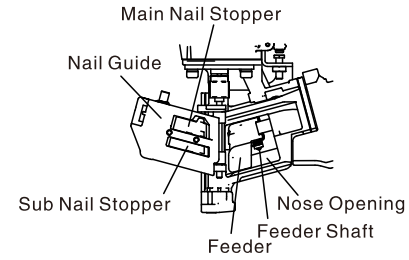 Main Nail Stopper
Nail Guide
Sub Nail Stopper
Nose Opening
Feeder Shaft
Feeder